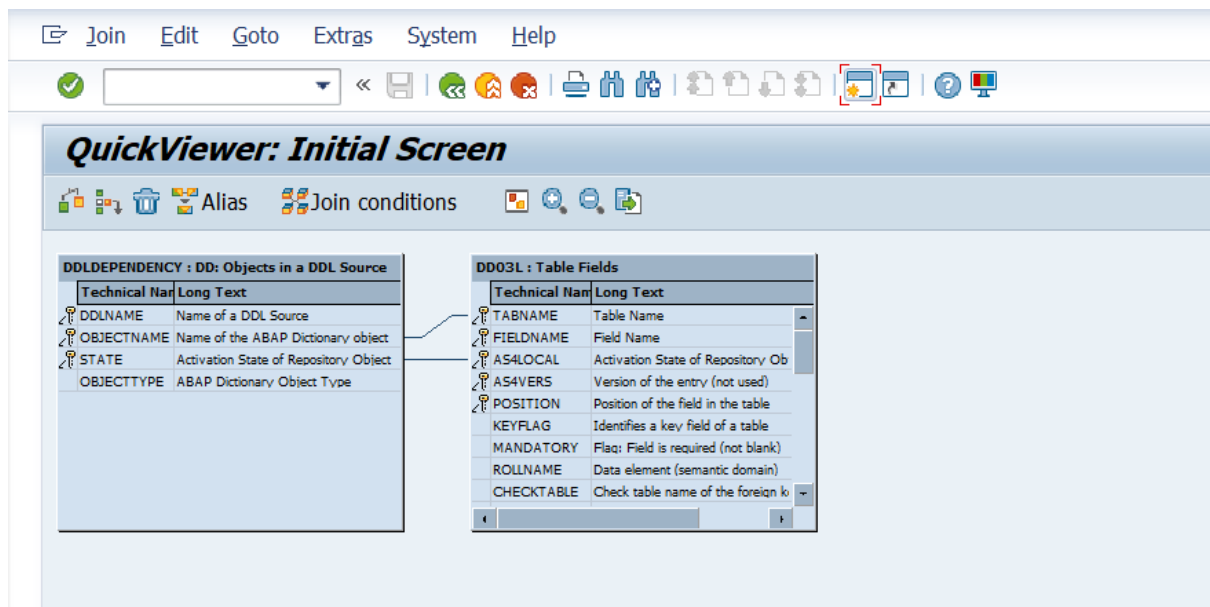 Join Edit Goto Extras System Help
QuickViewer: Initial Screen
Alias Join conditions
DDLDEPENDENCY : DD: Objects in a DDL Source
Technical Nar Long Text
DDLNAME Name of a DDL Source
OBJECTNAME Name of the ABAP Dictionary object
STATE Activation State of Repository Object
OBJECTTYPE ABAP Dictionary Object Type
DD03L : Table Fields
Technical Nam Long Text
TABNAME Table Name
FIELDNAME Field Name
AS4LOCAL Activation State of Repository Ob
AS4VERS Version of the entry (not used)
POSITION Position of the field in the table
KEYFLAG Identifies a key field of a table
MANDATORY Flag: Field is required (not blank)
ROLLNAME Data element (semantic domain)
CHECKTABLE Check table name of the foreign k